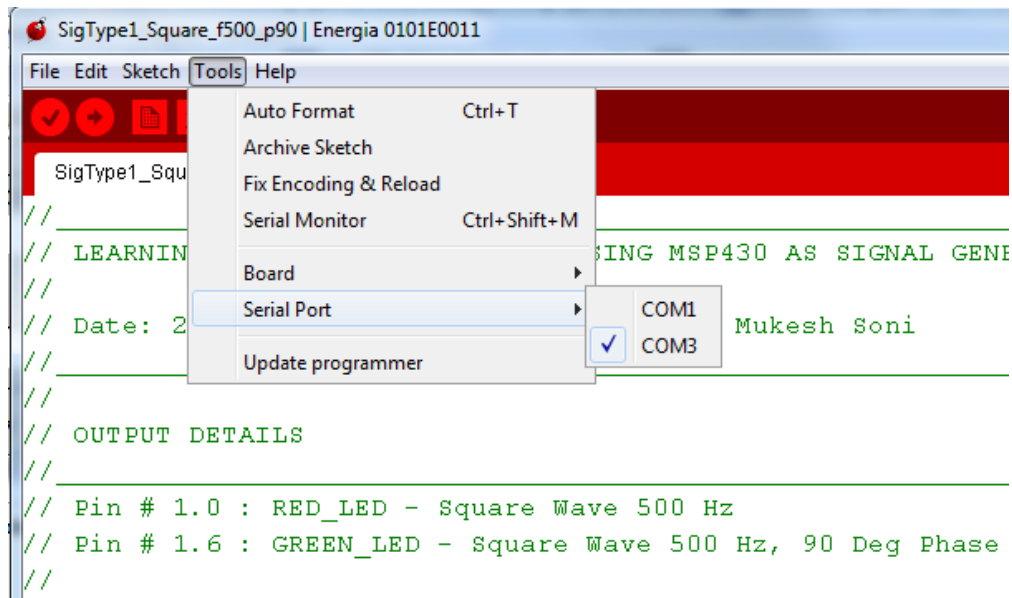 SigType1_Square_f500_p90 | Energia 0101E0011
File Edit Sketch Tools Help
Auto Format Ctrl+T
Archive Sketch
SigType1_Squ
Fix Encoding & Reload
//
Serial Monitor Ctrl+Shift+M
// LEARNIN SING MSP430 AS SIGNAL GENE
Board
//
Serial Port COM1
// Date: 2 Mukesh Soni
COM3
//
Update programmer
//
// OUTPUT DETAILS
//
// Pin # 1.0 : RED_LED - Square Wave 500 Hz
// Pin # 1.6 : GREEN_LED - Square Wave 500 Hz, 90 Deg Phase
//